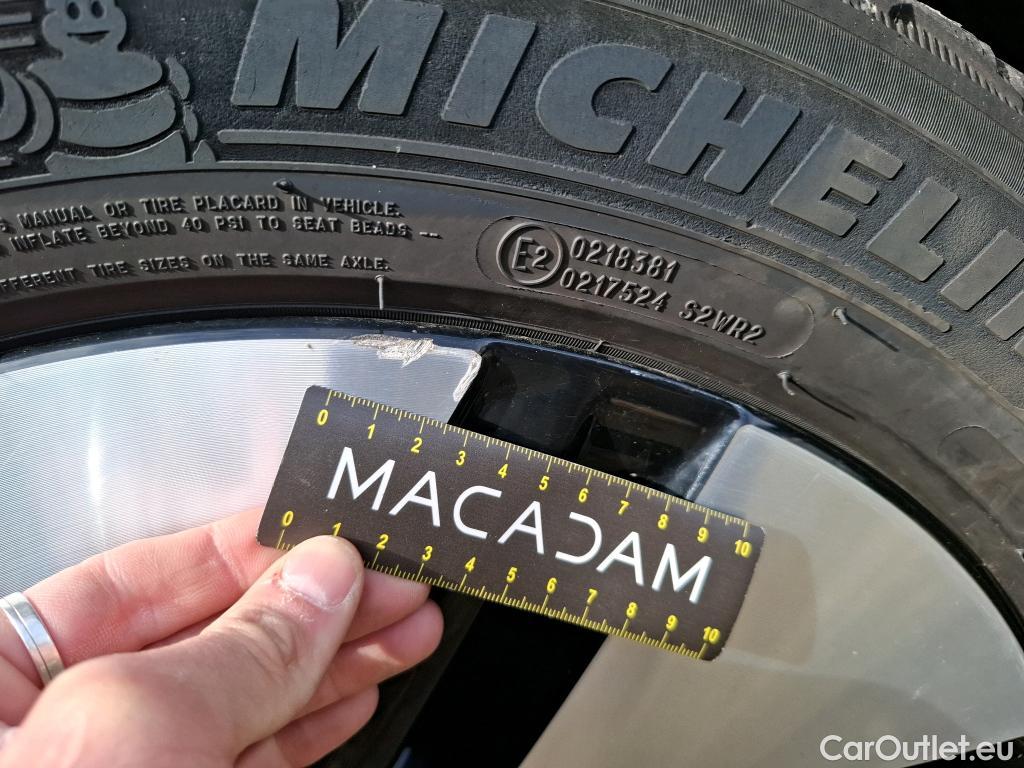 MICHELI
MANUAL OR TIRE PLACARD IN VEHICLE.
INFLATE BEYOND 40 PSI TO SEAT BEADS --
FFERENT TIRE SIZES ON THE SAME AXLE.
E2 0218381
0217524 S2WR2
0 1 2 3 4 5 6 7 8 9 10
MACADAM
0 1 2 3 4 5 6 7 8 9 10
CarOutlet.eu